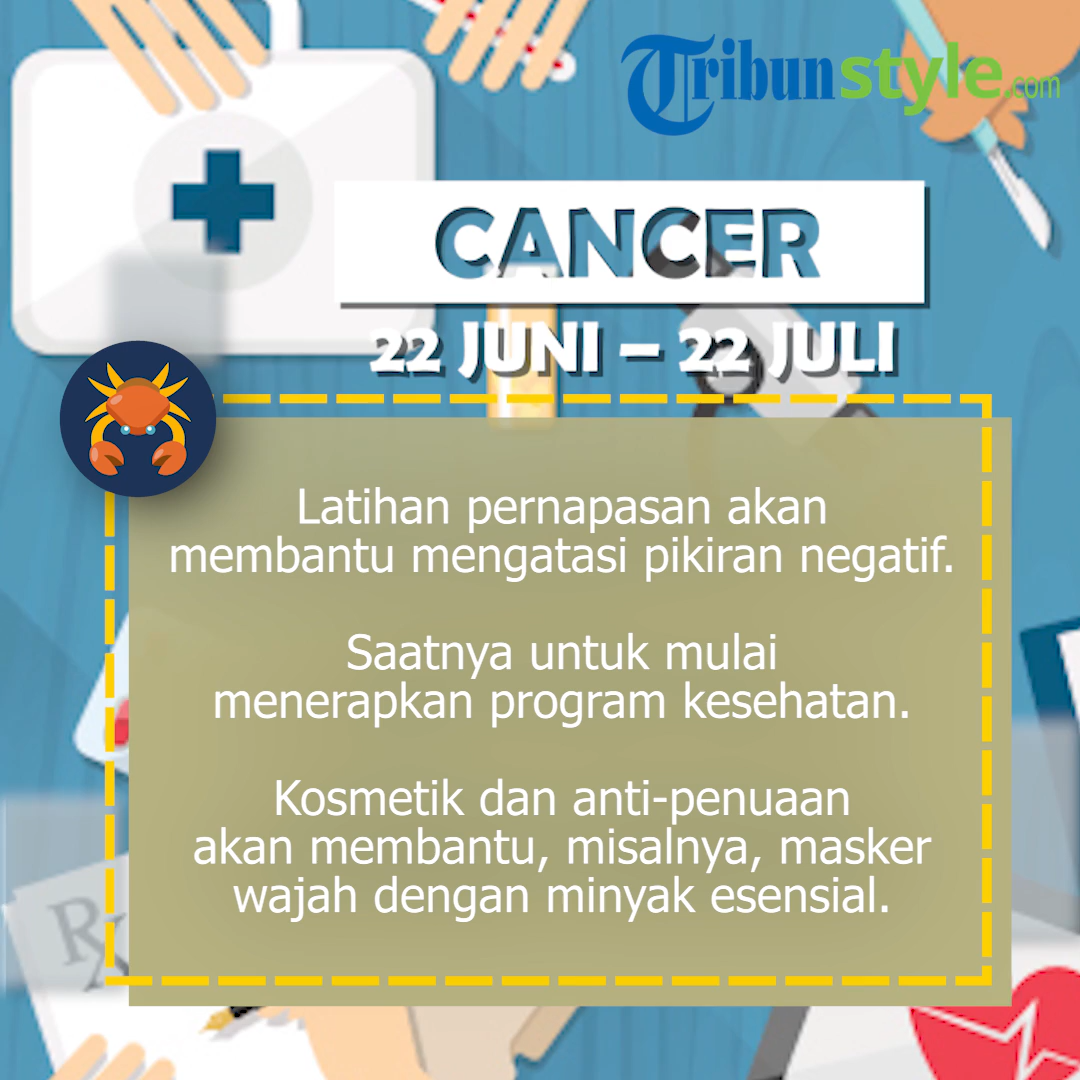 Tribunstyle.com
CANCER
22 JUNI – 22 JULI
Latihan pernapasan akan
membantu mengatasi pikiran negatif.
Saatnya untuk mulai
menerapkan program kesehatan.
Kosmetik dan anti-penuaan
akan membantu, misalnya, masker
wajah dengan minyak esensial.
Rx